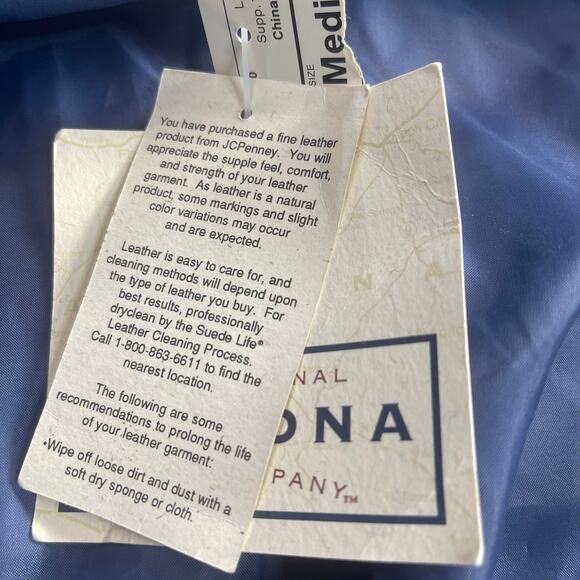 Supp.
China
Medi
SIZE
You have purchased a fine leather
product from JCPenney. You will
appreciate the supple feel, comfort,
and strength of your leather
garment. As leather is a natural
product, some markings and slight
color variations may occur
and are expected.
Leather is easy to care for, and
cleaning methods will depend upon
the type of leather you buy. For
best results, professionally
dryclean by the Suede Life®
Leather Cleaning Process.
Call 1-800-863-6611 to find the
nearest location.
The following are some
recommendations to prolong the life
of your leather garment:
•Wipe off loose dirt and dust with a
soft dry sponge or cloth.
NAL
ONA
PANY™